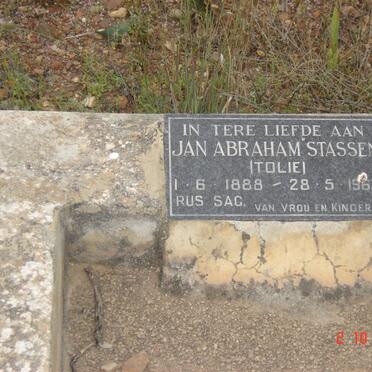 IN TERE LIEFDE AAN
JAN ABRAHAM STASSEN
(TOLIE)
1-6-1888 - 28-5-196
RUS SAG. VAN VROU EN KINDER
2 10